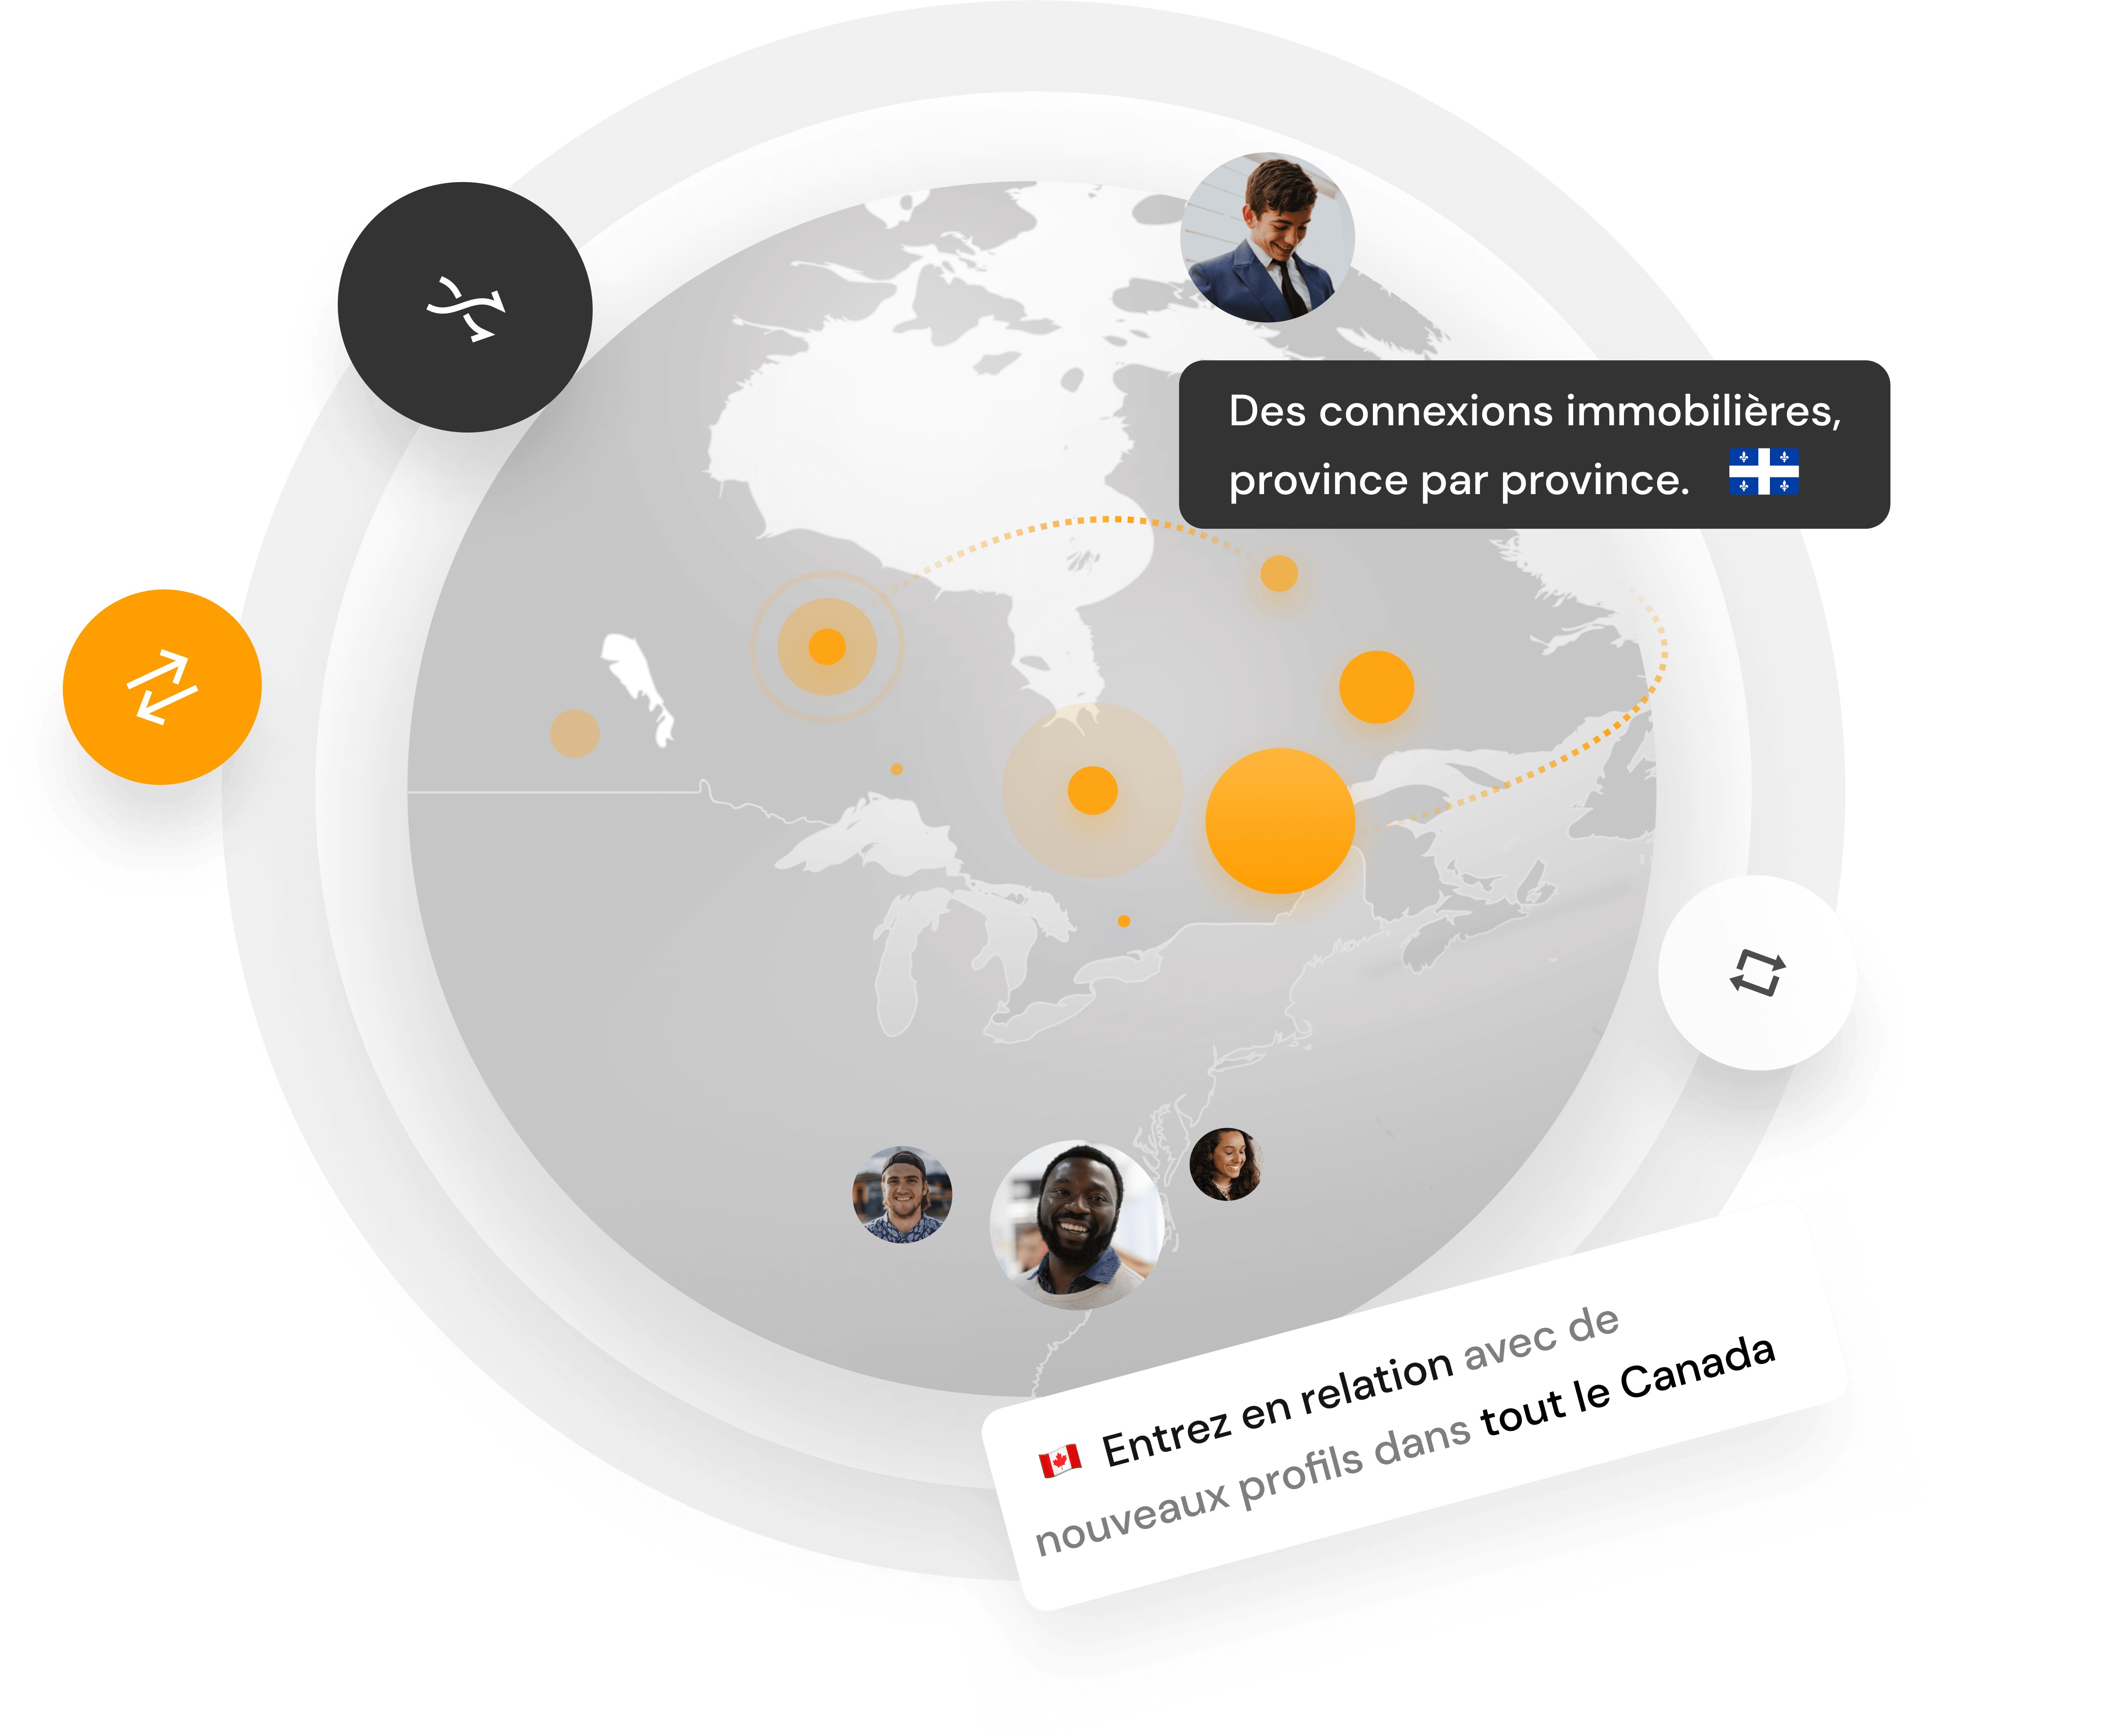 Des connexions immobilières,
province par province.
Entrez en relation avec de
nouveaux profils dans tout le Canada